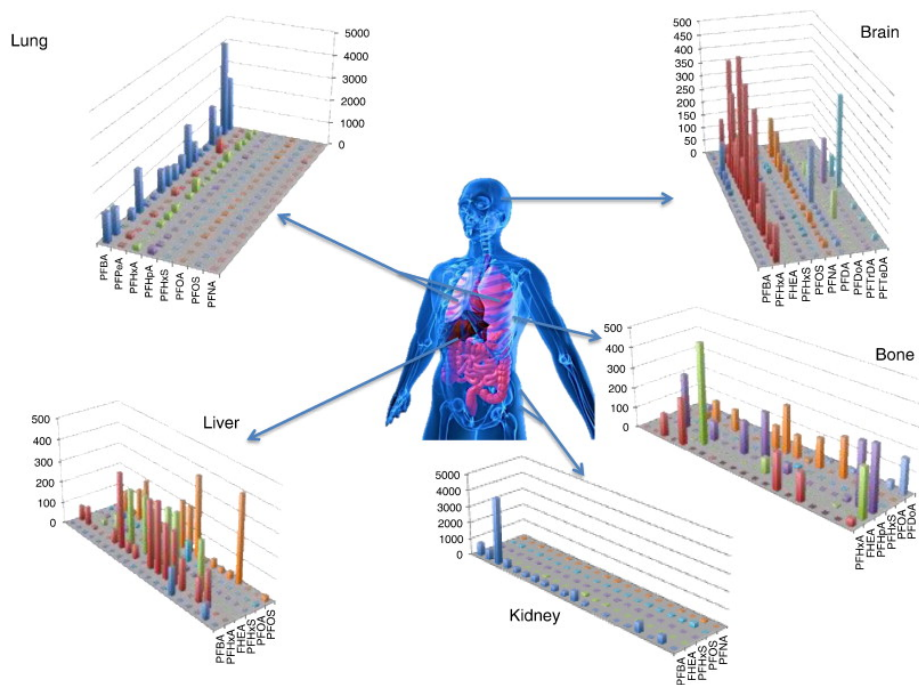 Lung
5000
4000
3000
2000
1000
0
PFBA
PFPeA
PFHxA
PFHpA
PFHxS
PFOA
PFOS
PFNA
Brain
500
450
400
350
300
250
200
150
100
50
0
PFBA
PFHxA
FHEA
PFHxS
PFOS
PFNA
PFDA
PFDoA
PFTrDA
PFTeDA
Bone
500
400
300
200
100
0
PFHxA
FHEA
PFHpA
PFHxS
PFOA
PFDoA
Liver
500
400
300
200
100
0
PFBA
PFHxA
FHEA
PFHxS
PFOA
PFOS
Kidney
5000
4000
3000
2000
1000
0
PFBA
FHEA
PFHxS
PFOS
PFNA